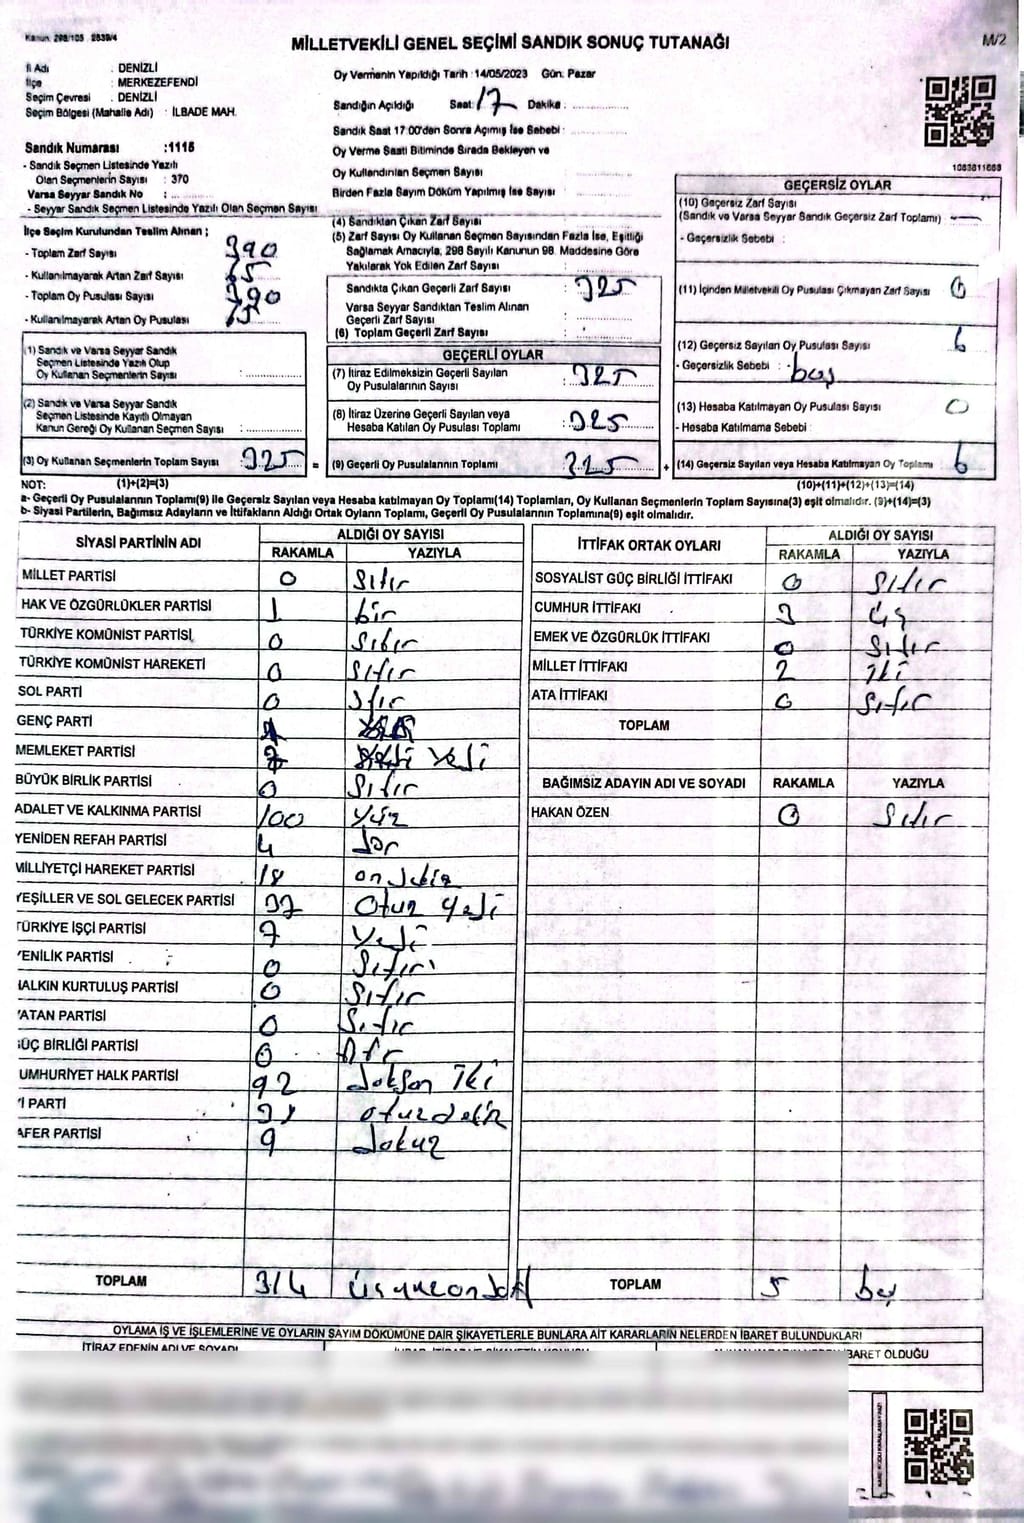 Kanun 298/105 2839/4
MİLLETVEKİLİ GENEL SEÇİMİ SANDIK SONUÇ TUTANAĞI
M/2
İl Adı : DENİZLİ
İlçe : MERKEZEFENDİ
Seçim Çevresi : DENİZLİ
Seçim Bölgesi (Mahalle Adı) : İLBADE MAH.
Sandık Numarası :1115
- Sandık Seçmen Listesinde Yazılı
Olan Seçmenlerin Sayısı : 370
Varsa Seyyar Sandık No :
- Seyyar Sandık Seçmen Listesinde Yazılı Olan Seçmen Sayısı
Oy Vermenin Yapıldığı Tarih : 14/05/2023 Gün: Pazar
Sandığın Açıldığı Saat: 17 Dakika :
Sandık Saat 17:00'den Sonra Açımış İse Sebebi :
Oy Verme Saati Bitiminde Sırada Bekleyen ve
Oy Kullandırılan Seçmen Sayısı :
Birden Fazla Sayım Döküm Yapılmış İse Sayısı :
1083811688
İlçe Seçim Kurulundan Teslim Alınan ;
- Toplam Zarf Sayısı : 390
- Kullanılmayarak Artan Zarf Sayısı
- Toplam Oy Pusulası Sayısı : 390
- Kullanılmayarak Artan Oy Pusulası
(1) Sandık ve Varsa Seyyar Sandık
Seçmen Listesinde Yazılı Olup
Oy Kullanan Seçmenlerin Sayısı :
(2) Sandık ve Varsa Seyyar Sandık
Seçmen Listesinde Kayıtlı Olmayan
Kanun Gereği Oy Kullanan Seçmen Sayısı :
(3) Oy Kullanan Seçmenlerin Toplam Sayısı : 325 =
(4) Sandıktan Çıkan Zarf Sayısı :
(5) Zarf Sayısı Oy Kullanan Seçmen Sayısından Fazla İse, Eşitliği
Sağlamak Amacıyla, 298 Sayılı Kanunun 98. Maddesine Göre
Yakılarak Yok Edilen Zarf Sayısı :
Sandıkta Çıkan Geçerli Zarf Sayısı : 325
Varsa Seyyar Sandıktan Teslim Alınan
Geçerli Zarf Sayısı :
(6) Toplam Geçerli Zarf Sayısı :
GEÇERLİ OYLAR
(7) İtiraz Edilmeksizin Geçerli Sayılan
Oy Pusulalarının Sayısı : 325
(8) İtiraz Üzerine Geçerli Sayılan veya
Hesaba Katılan Oy Pusulası Toplamı : 325
(9) Geçerli Oy Pusulalarının Toplamı : 325 +
GEÇERSİZ OYLAR
(10) Geçersiz Zarf Sayısı
(Sandık ve Varsa Seyyar Sandık Geçersiz Zarf Toplamı) : —
- Geçersizlik Sebebi :
(11) İçinden Milletvekili Oy Pusulası Çıkmayan Zarf Sayısı : 0
(12) Geçersiz Sayılan Oy Pusulası Sayısı : 6
- Geçersizlik Sebebi : boş
(13) Hesaba Katılmayan Oy Pusulası Sayısı 0
- Hesaba Katılmama Sebebi :
(14) Geçersiz Sayılan veya Hesaba Katılmayan Oy Toplamı : 6
NOT: (1)+(2)=(3) (10)+(11)+(12)+(13)=(14)
a- Geçerli Oy Pusulalarının Toplamı(9) ile Geçersiz Sayılan veya Hesaba katılmayan Oy Toplamı(14) Toplamları, Oy Kullanan Seçmenlerin Toplam Sayısına(3) eşit olmalıdır. (9)+(14)=(3)
b- Siyasi Partilerin, Bağımsız Adayların ve İttifakların Aldığı Ortak Oyların Toplamı, Geçerli Oy Pusulalarının Toplamına(9) eşit olmalıdır.
SİYASİ PARTİNİN ADI ALDIĞI OY SAYISI
RAKAMLA YAZIYLA
MİLLET PARTİSİ 0 Sıfır
HAK VE ÖZGÜRLÜKLER PARTİSİ 1 bir
TÜRKİYE KOMÜNİST PARTİSİ 0 Sıfır
TÜRKİYE KOMÜNİST HAREKETİ 0 Sıfır
SOL PARTİ 0 Sıfır
GENÇ PARTİ
MEMLEKET PARTİSİ 7 Yedi
BÜYÜK BİRLİK PARTİSİ 0 Sıfır
ADALET VE KALKINMA PARTİSİ 100 Yüz
YENİDEN REFAH PARTİSİ 4 Dör
MİLLİYETÇİ HAREKET PARTİSİ 18 on sekiz
YEŞİLLER VE SOL GELECEK PARTİSİ 37 Otuz Yedi
TÜRKİYE İŞÇİ PARTİSİ 7 Yedi
YENİLİK PARTİSİ 0 Sıfır
HALKIN KURTULUŞ PARTİSİ 0 Sıfır
VATAN PARTİSİ 0 Sıfır
GÜÇ BİRLİĞİ PARTİSİ 0 Sıfır
UMHURİYET HALK PARTİSİ 92 doksan iki
Yİ PARTİ 38 otuz sekiz
AFER PARTİSİ 9 dokuz
TOPLAM 314 üç yüz on dört
İTTİFAK ORTAK OYLARI ALDIĞI OY SAYISI
RAKAMLA YAZIYLA
SOSYALİST GÜÇ BİRLİĞİ İTTİFAKI 0 Sıfır
CUMHUR İTTİFAKI 3 üç
EMEK VE ÖZGÜRLÜK İTTİFAKI 0 Sıfır
MİLLET İTTİFAKI 2 iki
ATA İTTİFAKI 0 Sıfır
TOPLAM
BAĞIMSIZ ADAYIN ADI VE SOYADI RAKAMLA YAZIYLA
HAKAN ÖZEN 0 Sıfır
TOPLAM 5 beş
OYLAMA İŞ VE İŞLEMLERİNE VE OYLARIN SAYIM DÖKÜMÜNE DAİR ŞİKAYETLERLE BUNLARA AİT KARARLARIN NELERDEN İBARET BULUNDUKLARI
İTİRAZ EDENİN ADI VE SOYADI
İBARET OLDUĞU